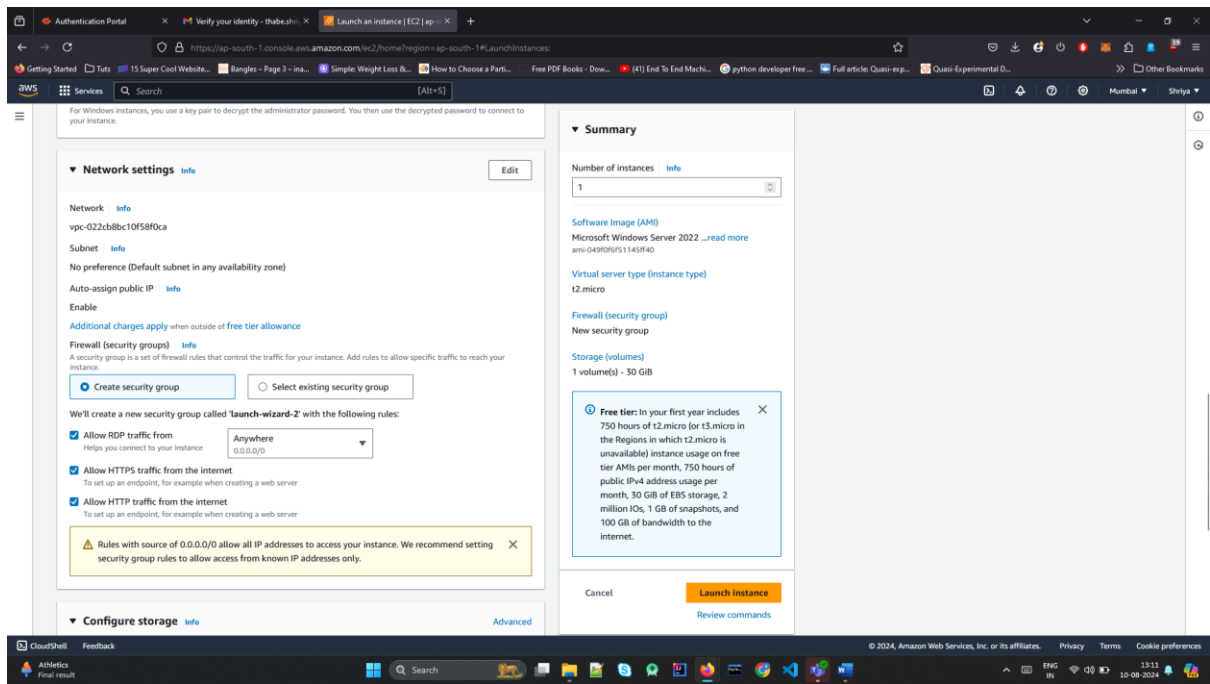 Authentication Portal
Verify your identity - thabe.shri
Launch an instance | EC2 | ap-s
https://ap-south-1.console.aws.amazon.com/ec2/home?region=ap-south-1#LaunchInstances:
Getting Started Tuts 15 Super Cool Website... Bangles – Page 3 – ina... Simple: Weight Loss &... How to Choose a Parti... Free PDF Books - Dow... (41) End To End Machi... python developer free ... Full article: Quasi-exp... Quasi-Experimental D... Other Bookmarks
aws Services Search [Alt+S] Mumbai Shriya
For Windows instances, you use a key pair to decrypt the administrator password. You then use the decrypted password to connect to
your instance.
Network settings Info
Edit
Network Info
vpc-022cb8bc10f58f0ca
Subnet Info
No preference (Default subnet in any availability zone)
Auto-assign public IP Info
Enable
Additional charges apply when outside of free tier allowance
Firewall (security groups) Info
A security group is a set of firewall rules that control the traffic for your instance. Add rules to allow specific traffic to reach your
instance.
Create security group
Select existing security group
We'll create a new security group called 'launch-wizard-2' with the following rules:
Allow RDP traffic from
Helps you connect to your instance
Anywhere
0.0.0.0/0
Allow HTTPS traffic from the internet
To set up an endpoint, for example when creating a web server
Allow HTTP traffic from the internet
To set up an endpoint, for example when creating a web server
Rules with source of 0.0.0.0/0 allow all IP addresses to access your instance. We recommend setting
security group rules to allow access from known IP addresses only.
Configure storage Info
Advanced
Summary
Number of instances Info
1
Software Image (AMI)
Microsoft Windows Server 2022 ...read more
ami-049f0f6f51145ff40
Virtual server type (instance type)
t2.micro
Firewall (security group)
New security group
Storage (volumes)
1 volume(s) - 30 GiB
Free tier: In your first year includes
750 hours of t2.micro (or t3.micro in
the Regions in which t2.micro is
unavailable) instance usage on free
tier AMIs per month, 750 hours of
public IPv4 address usage per
month, 30 GiB of EBS storage, 2
million IOs, 1 GB of snapshots, and
100 GB of bandwidth to the
internet.
Cancel
Launch instance
Review commands
CloudShell Feedback © 2024, Amazon Web Services, Inc. or its affiliates. Privacy Terms Cookie preferences
Athletics
Final result
Search
ENG
IN
13:11
10-08-2024